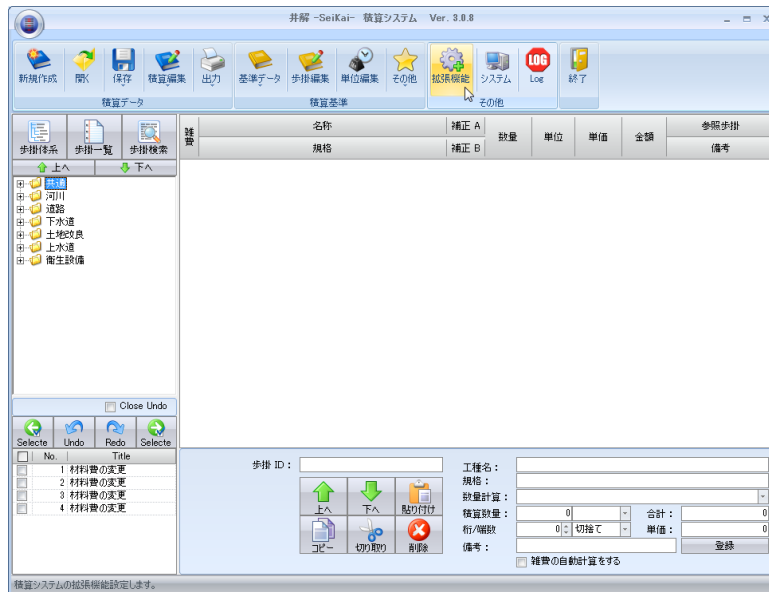 井解 -SeiKai- 積算システム Ver. 3.0.8
新規作成 開く 保存 積算編集 出力 基準データ 歩掛編集 単位編集 その他 拡張機能 システム Log 終了
積算データ 積算基準 その他
歩掛体系 歩掛一覧 歩掛検索
上へ 下へ
共通
河川
道路
下水道
土地改良
上水道
衛生設備
雑費 名称 補正 A 数量 単位 単価 金額 参照歩掛
規格 補正 B 備考
Close Undo
Selecte Undo Redo Selecte
No. Title
1 材料費の変更
2 材料費の変更
3 材料費の変更
4 材料費の変更
歩掛 ID：
上へ 下へ 貼り付け
コピー 切り取り 削除
工種名：
規格：
数量計算：
積算数量： 0 合計： 0
桁/端数 0 切捨て 単価： 0
備考： 登録
雑費の自動計算をする
積算システムの拡張機能設定します。